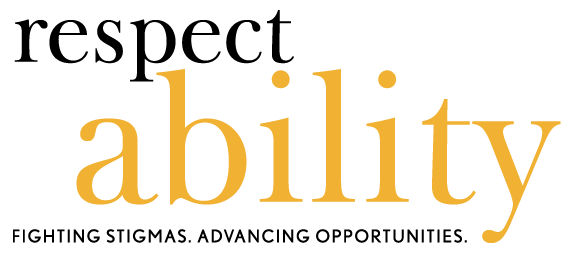 respect
ability
FIGHTING STIGMAS. ADVANCING OPPORTUNITIES.